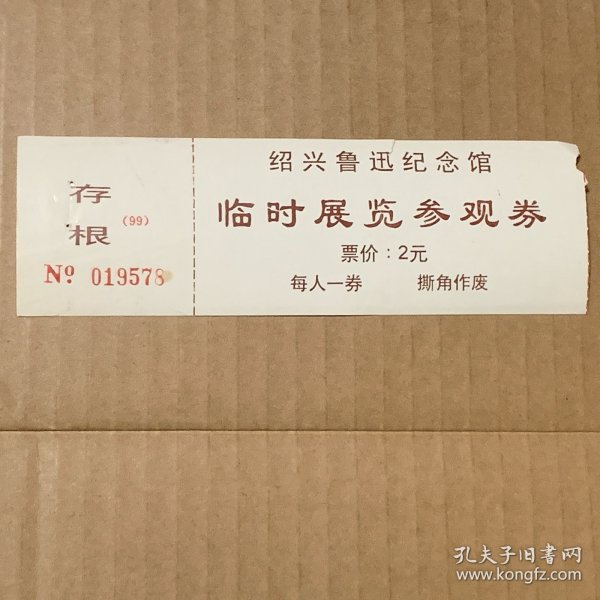 存
根
(99)
Nº 019578
绍兴鲁迅纪念馆
临时展览参观券
票价：2元
每人一券 撕角作废
孔夫子旧书网
www.kongfz.com